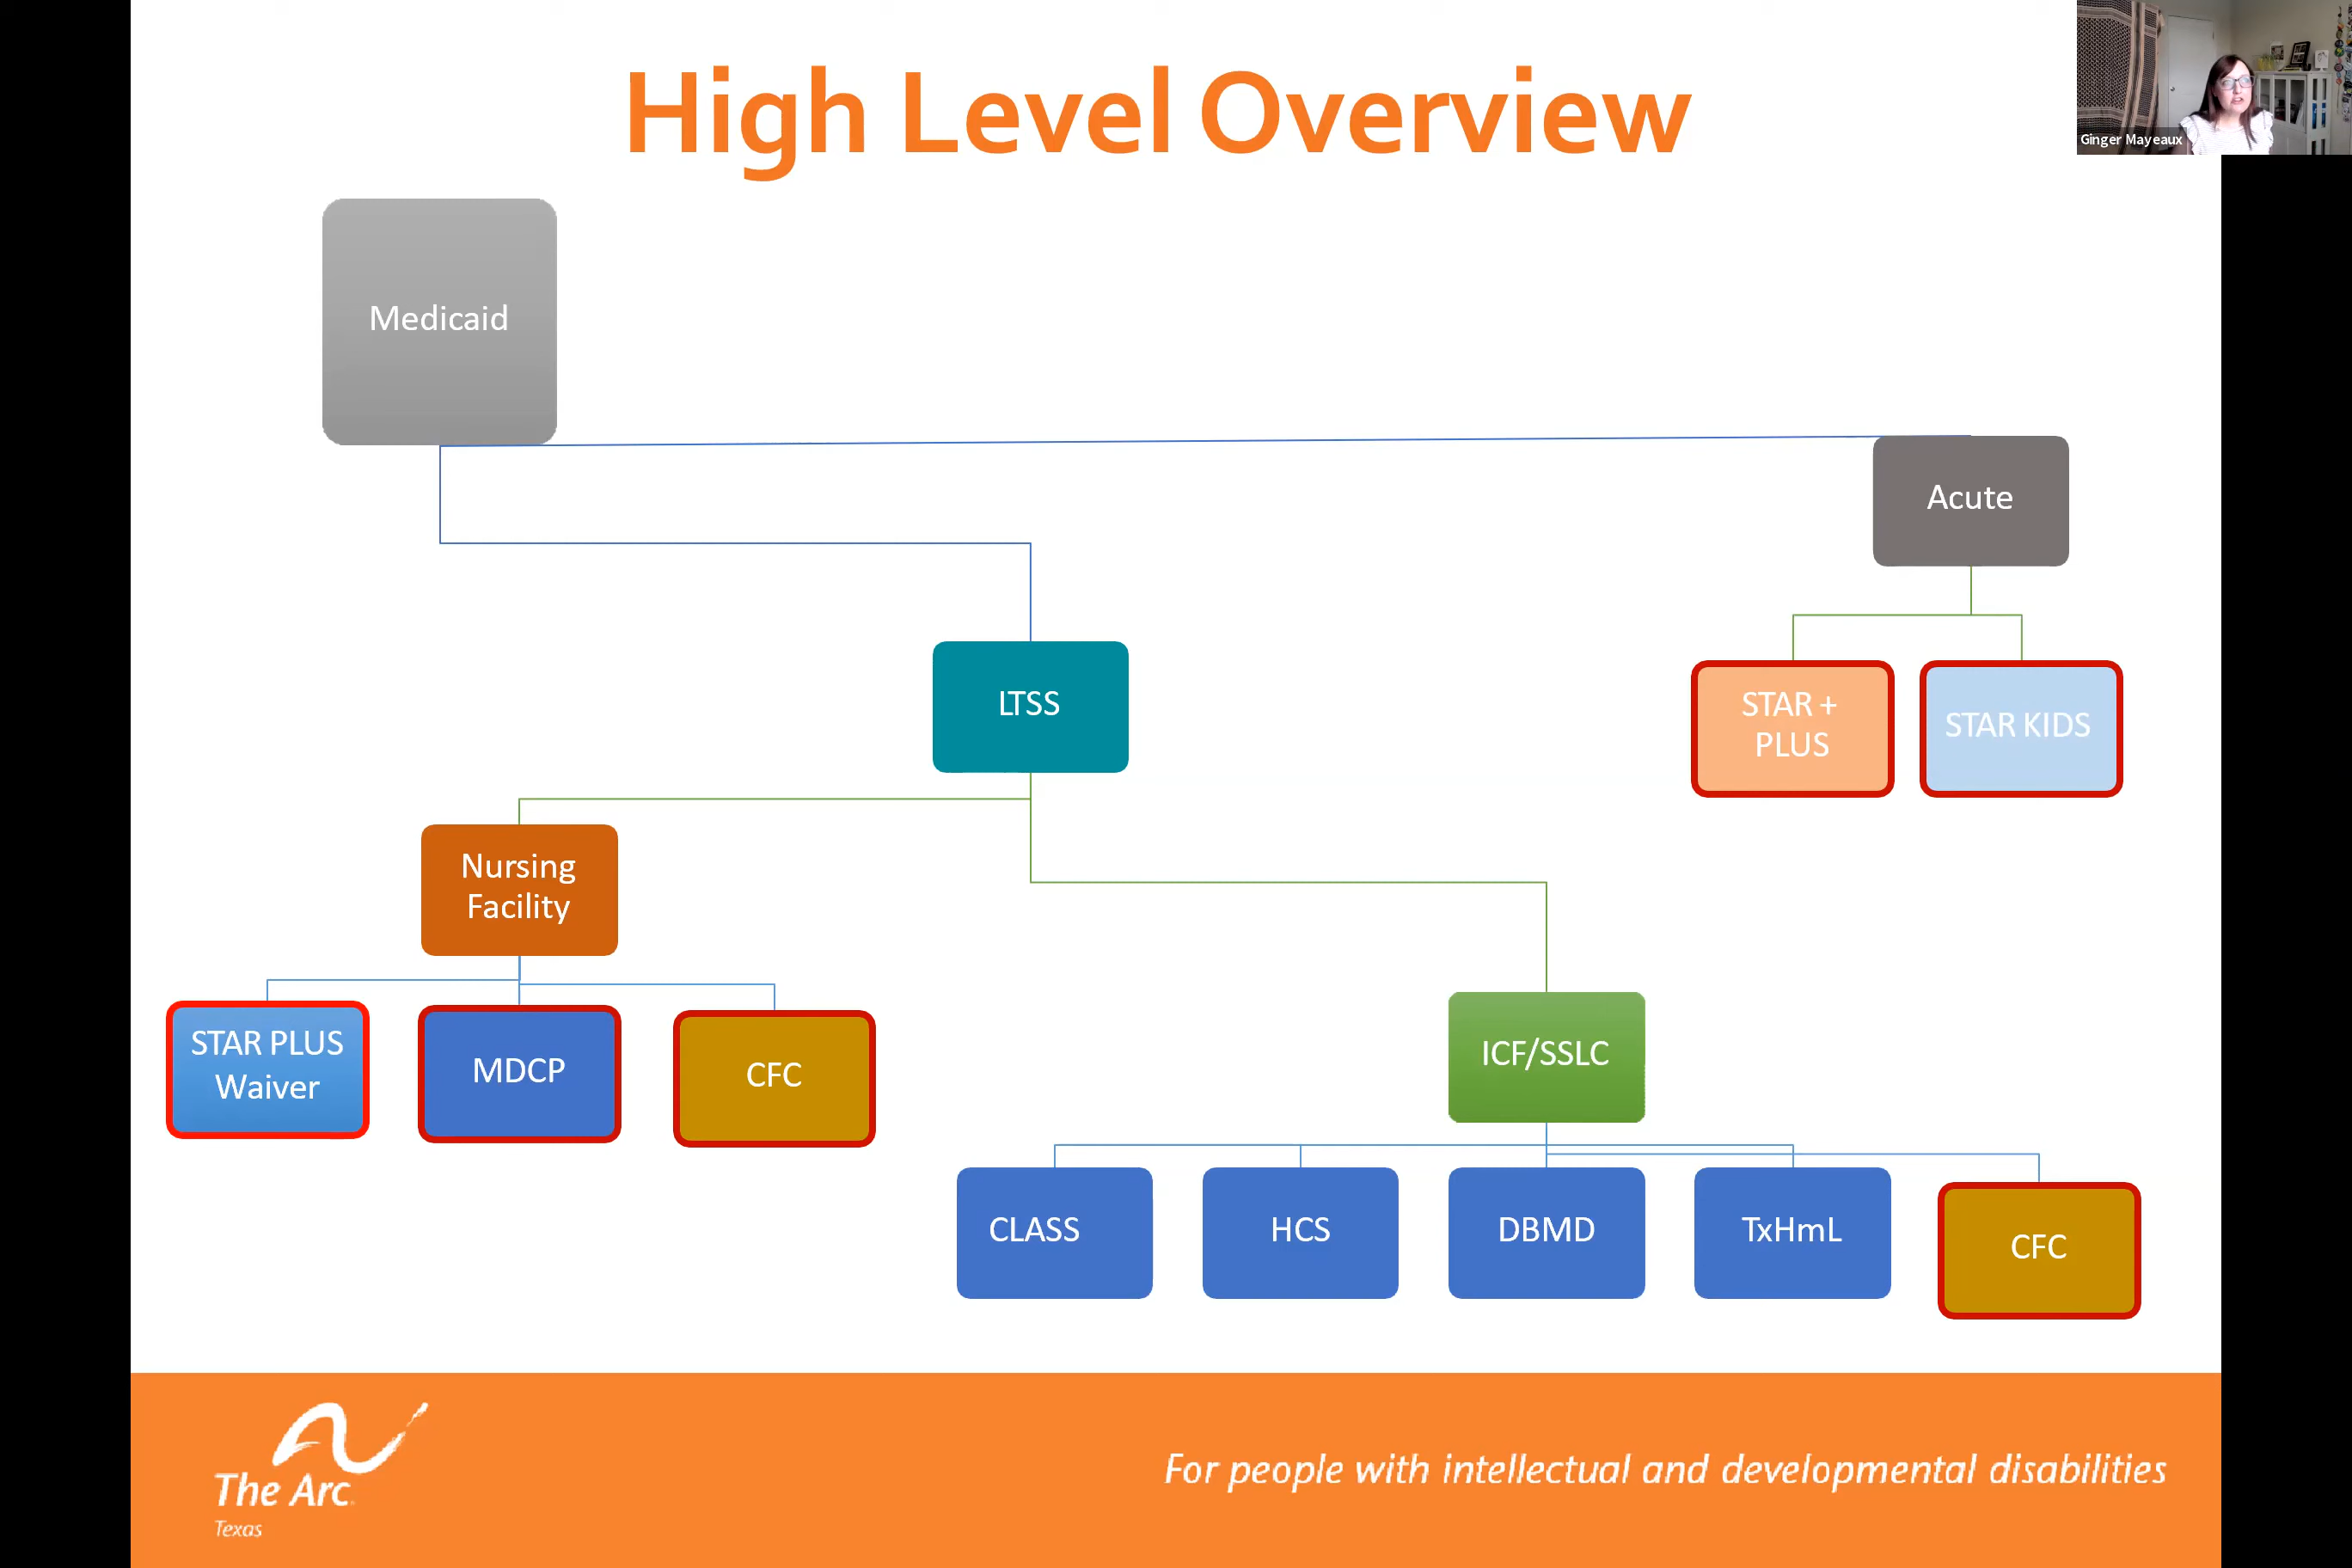 High Level Overview
Ginger Mayeaux
Medicaid
Acute
LTSS
STAR +
PLUS
STAR KIDS
Nursing
Facility
STAR PLUS
Waiver
MDCP
CFC
ICF/SSLC
CLASS
HCS
DBMD
TxHmL
CFC
The Arc
Texas
For people with intellectual and developmental disabilities